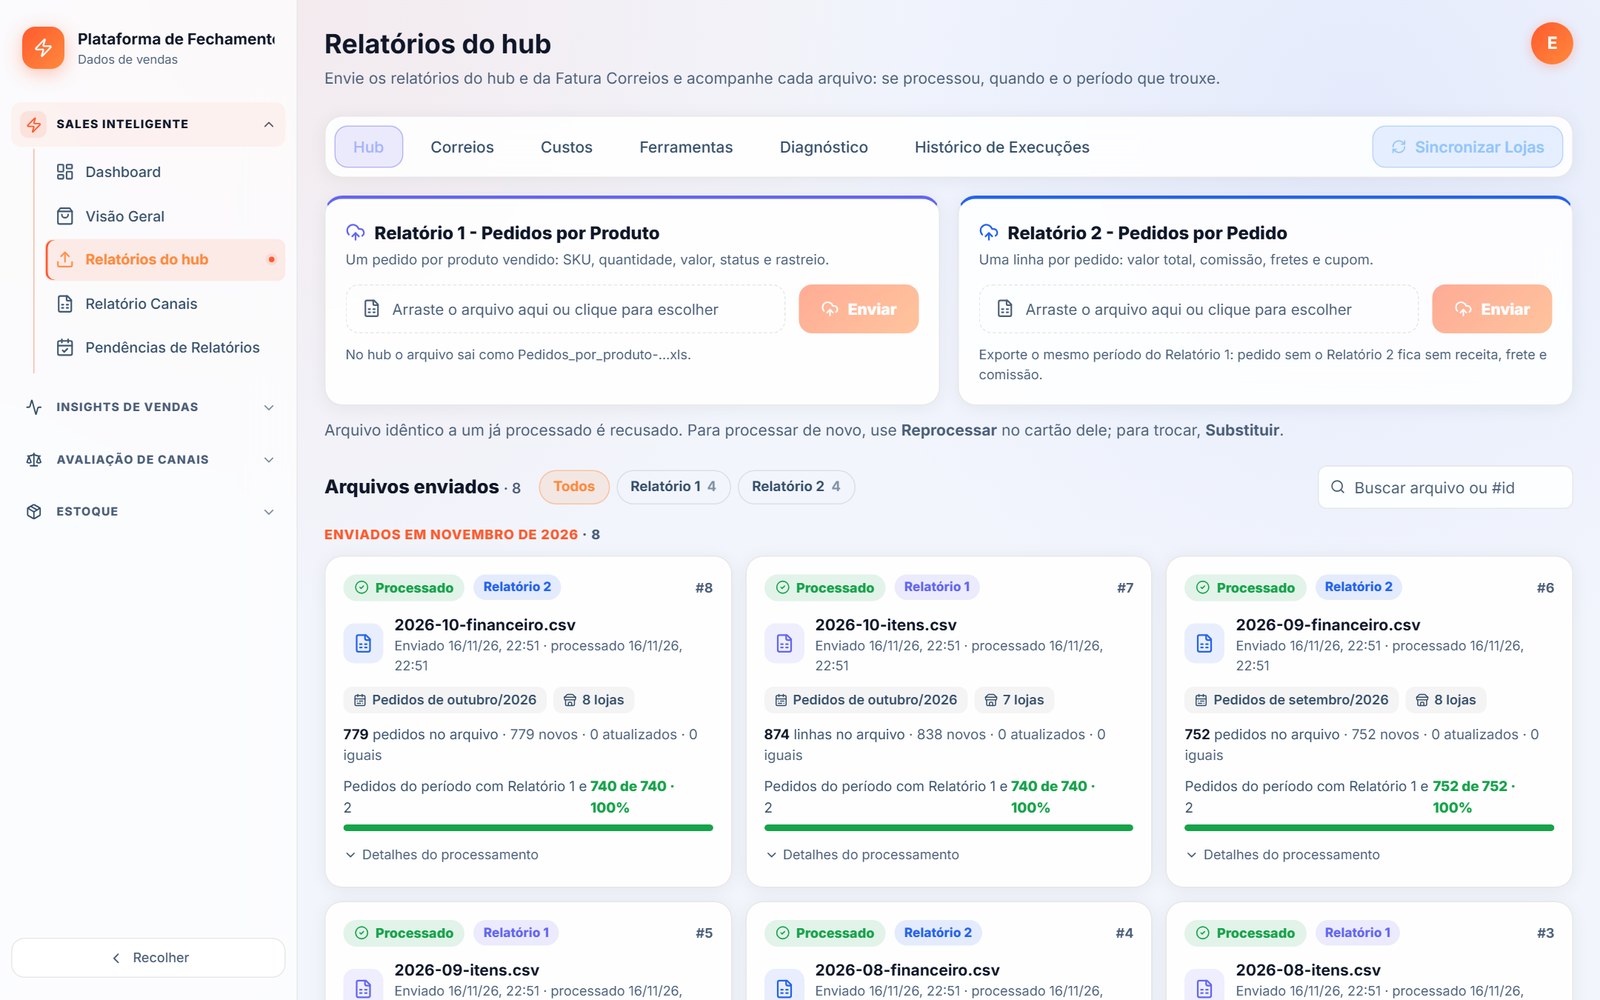 Plataforma de Fechament
Dados de vendas
SALES INTELIGENTE
Dashboard
Visão Geral
Relatórios do hub
Relatório Canais
Pendências de Relatórios
INSIGHTS DE VENDAS
AVALIAÇÃO DE CANAIS
ESTOQUE
Recolher
Relatórios do hub
E
Envie os relatórios do hub e da Fatura Correios e acompanhe cada arquivo: se processou, quando e o período que trouxe.
Hub Correios Custos Ferramentas Diagnóstico Histórico de Execuções Sincronizar Lojas
Relatório 1 - Pedidos por Produto
Um pedido por produto vendido: SKU, quantidade, valor, status e rastreio.
Arraste o arquivo aqui ou clique para escolher Enviar
No hub o arquivo sai como Pedidos_por_produto-...xls.
Relatório 2 - Pedidos por Pedido
Uma linha por pedido: valor total, comissão, fretes e cupom.
Arraste o arquivo aqui ou clique para escolher Enviar
Exporte o mesmo período do Relatório 1: pedido sem o Relatório 2 fica sem receita, frete e
comissão.
Arquivo idêntico a um já processado é recusado. Para processar de novo, use Reprocessar no cartão dele; para trocar, Substituir.
Arquivos enviados · 8 Todos Relatório 1 4 Relatório 2 4 Buscar arquivo ou #id
ENVIADOS EM NOVEMBRO DE 2026 · 8
Processado Relatório 2 #8
2026-10-financeiro.csv
Enviado 16/11/26, 22:51 · processado 16/11/26,
22:51
Pedidos de outubro/2026 8 lojas
779 pedidos no arquivo · 779 novos · 0 atualizados · 0
iguais
Pedidos do período com Relatório 1 e 740 de 740 ·
2 100%
Detalhes do processamento
Processado Relatório 1 #7
2026-10-itens.csv
Enviado 16/11/26, 22:51 · processado 16/11/26,
22:51
Pedidos de outubro/2026 7 lojas
874 linhas no arquivo · 838 novos · 0 atualizados · 0
iguais
Pedidos do período com Relatório 1 e 740 de 740 ·
2 100%
Detalhes do processamento
Processado Relatório 2 #6
2026-09-financeiro.csv
Enviado 16/11/26, 22:51 · processado 16/11/26,
22:51
Pedidos de setembro/2026 8 lojas
752 pedidos no arquivo · 752 novos · 0 atualizados · 0
iguais
Pedidos do período com Relatório 1 e 752 de 752 ·
2 100%
Detalhes do processamento
Processado Relatório 1 #5
2026-09-itens.csv
Enviado 16/11/26, 22:51 · processado 16/11/26,
Processado Relatório 2 #4
2026-08-financeiro.csv
Enviado 16/11/26, 22:51 · processado 16/11/26,
Processado Relatório 1 #3
2026-08-itens.csv
Enviado 16/11/26, 22:51 · processado 16/11/26,